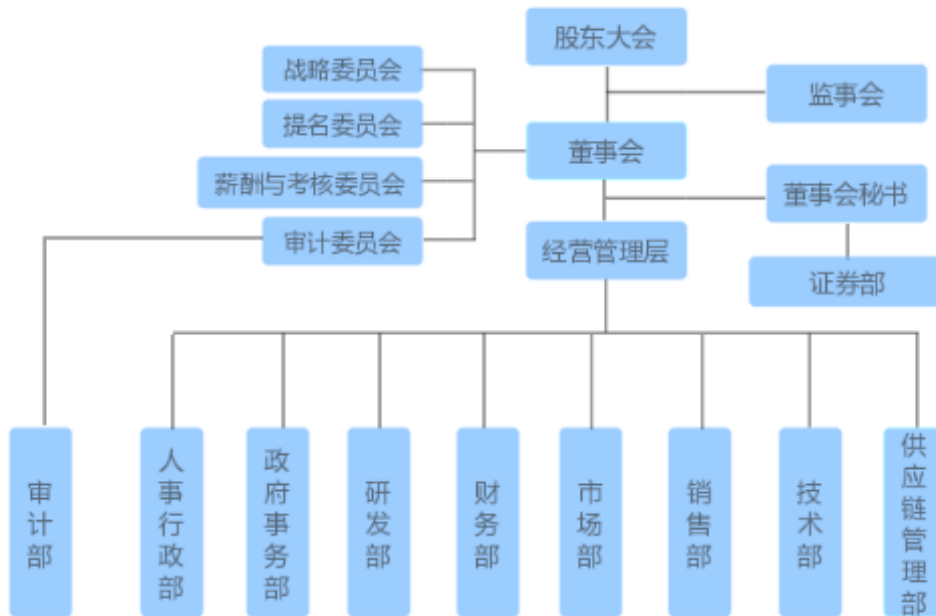 股东大会
战略委员会
监事会
提名委员会
董事会
薪酬与考核委员会
董事会秘书
审计委员会
经营管理层
证券部
审计部
人事行政部
政府事务部
研发部
财务部
市场部
销售部
技术部
供应链管理部